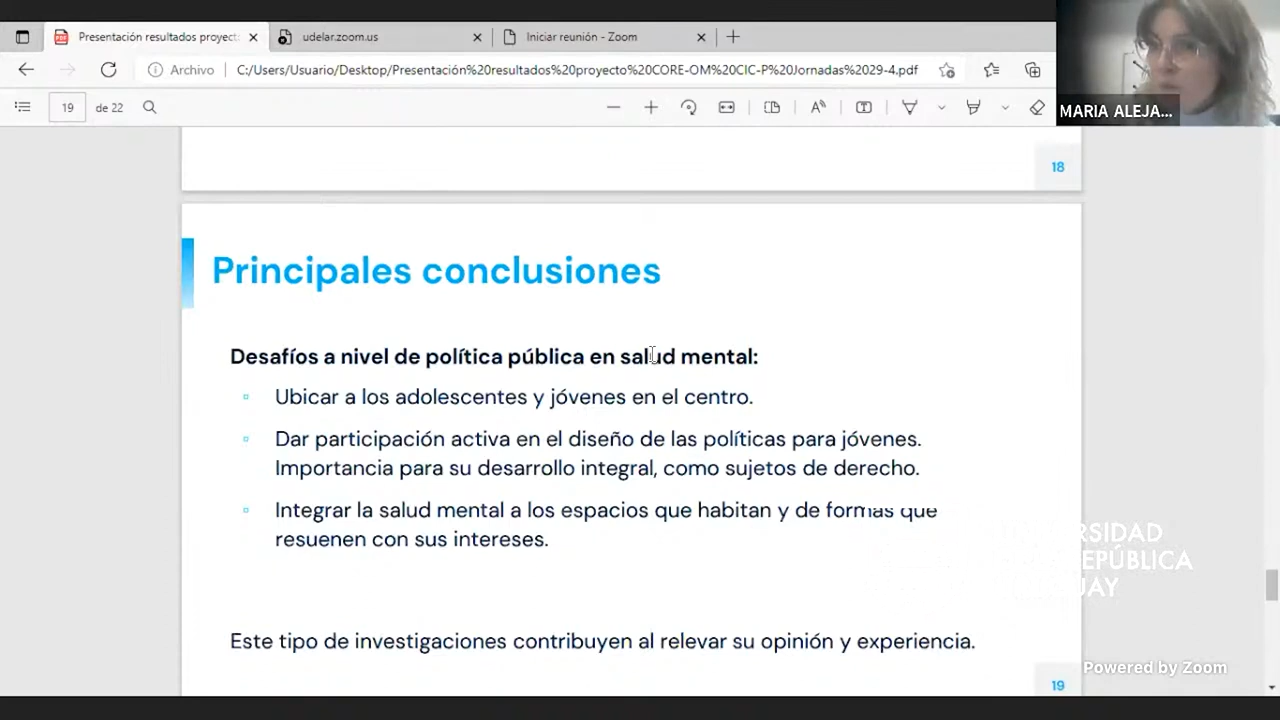 Presentación resultados proyect
udelar.zoom.us
Iniciar reunión - Zoom
Archivo
C:/Users/Usuario/Desktop/Presentación%20resultados%20proyecto%20CORE-OM%20CIC-P%20Jornadas%2029-4.pdf
19 de 22
MARIA ALEJA...
18
Principales conclusiones
Desafíos a nivel de política pública en salud mental:
Ubicar a los adolescentes y jóvenes en el centro.
Dar participación activa en el diseño de las políticas para jóvenes.
Importancia para su desarrollo integral, como sujetos de derecho.
Integrar la salud mental a los espacios que habitan y de formas que
resuenen con sus intereses.
RSIDAD
EPÚBLICA
UAY
Este tipo de investigaciones contribuyen al relevar su opinión y experiencia.
Powered by Zoom
19